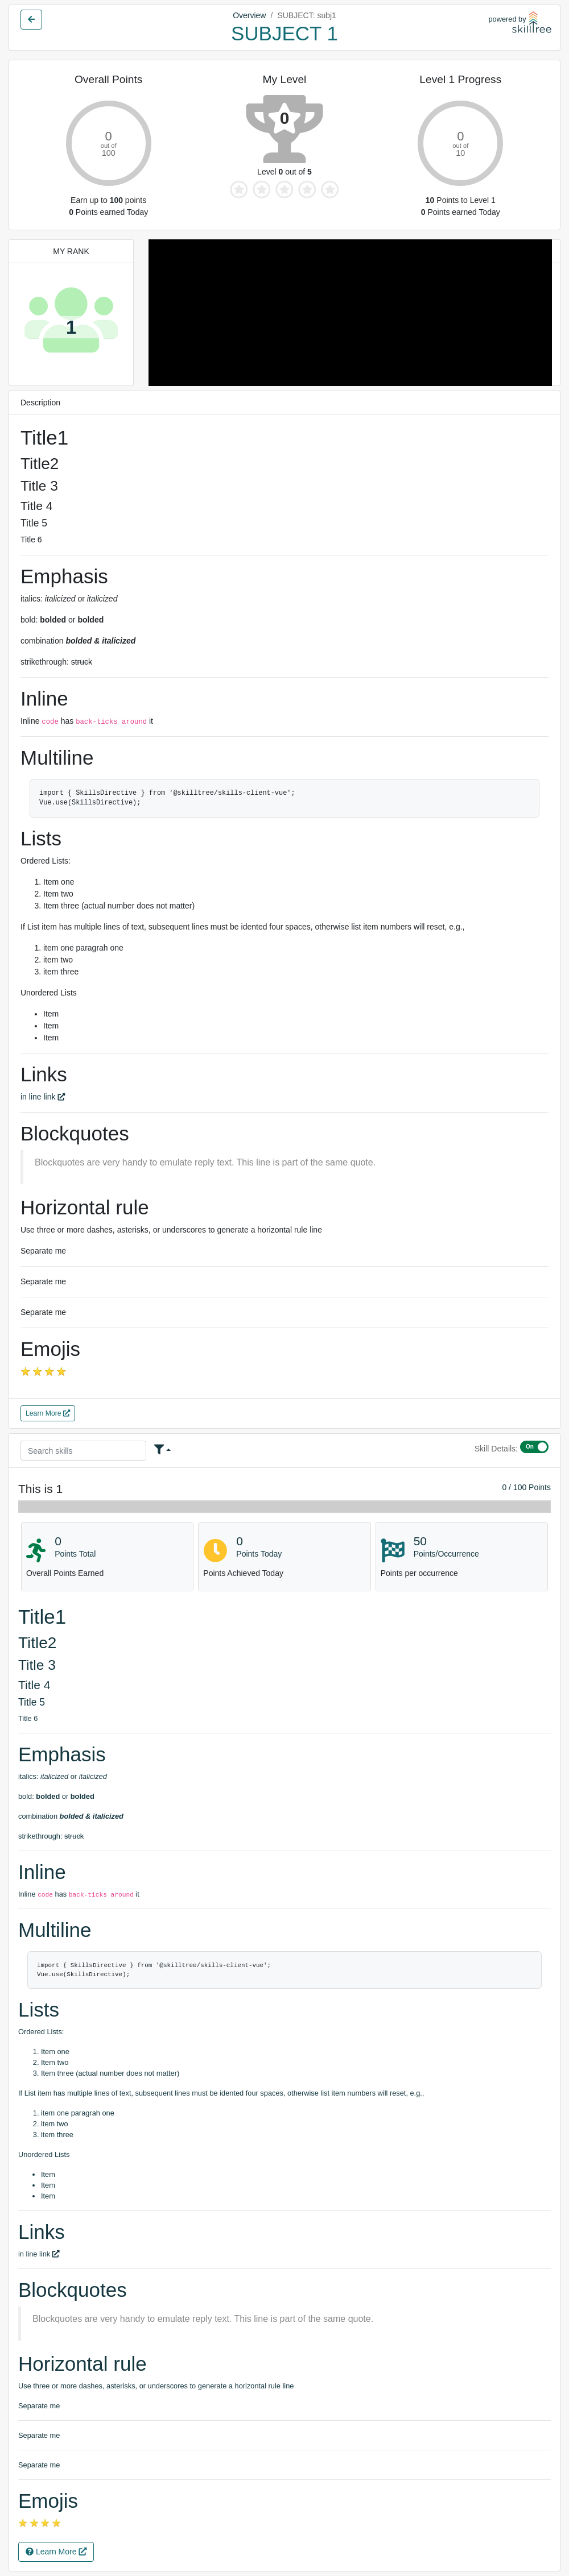 Overview / SUBJECT: subj1
SUBJECT 1
powered by
skilltree
Overall Points
0
out of
100
Earn up to 100 points
0 Points earned Today
My Level
0
Level 0 out of 5
Level 1 Progress
0
out of
10
10 Points to Level 1
0 Points earned Today
MY RANK
1
Description
Title1
Title2
Title 3
Title 4
Title 5
Title 6
Emphasis
italics: italicized or italicized
bold: bolded or bolded
combination bolded & italicized
strikethrough: struck
Inline
Inline code has back-ticks around it
Multiline
import { SkillsDirective } from '@skilltree/skills-client-vue';
Vue.use(SkillsDirective);
Lists
Ordered Lists:
1. Item one
2. Item two
3. Item three (actual number does not matter)
If List item has multiple lines of text, subsequent lines must be idented four spaces, otherwise list item numbers will reset, e.g.,
1. item one paragrah one
2. item two
3. item three
Unordered Lists
• Item
• Item
• Item
Links
in line link
Blockquotes
Blockquotes are very handy to emulate reply text. This line is part of the same quote.
Horizontal rule
Use three or more dashes, asterisks, or underscores to generate a horizontal rule line
Separate me
Separate me
Separate me
Emojis
⭐ ⭐ ⭐ ⭐
Learn More
Search skills
Skill Details: On
This is 1
0 / 100 Points
0
Points Total
Overall Points Earned
0
Points Today
Points Achieved Today
50
Points/Occurrence
Points per occurrence
Title1
Title2
Title 3
Title 4
Title 5
Title 6
Emphasis
italics: italicized or italicized
bold: bolded or bolded
combination bolded & italicized
strikethrough: struck
Inline
Inline code has back-ticks around it
Multiline
import { SkillsDirective } from '@skilltree/skills-client-vue';
Vue.use(SkillsDirective);
Lists
Ordered Lists:
1. Item one
2. Item two
3. Item three (actual number does not matter)
If List item has multiple lines of text, subsequent lines must be idented four spaces, otherwise list item numbers will reset, e.g.,
1. item one paragrah one
2. item two
3. item three
Unordered Lists
• Item
• Item
• Item
Links
in line link
Blockquotes
Blockquotes are very handy to emulate reply text. This line is part of the same quote.
Horizontal rule
Use three or more dashes, asterisks, or underscores to generate a horizontal rule line
Separate me
Separate me
Separate me
Emojis
⭐ ⭐ ⭐ ⭐
Learn More